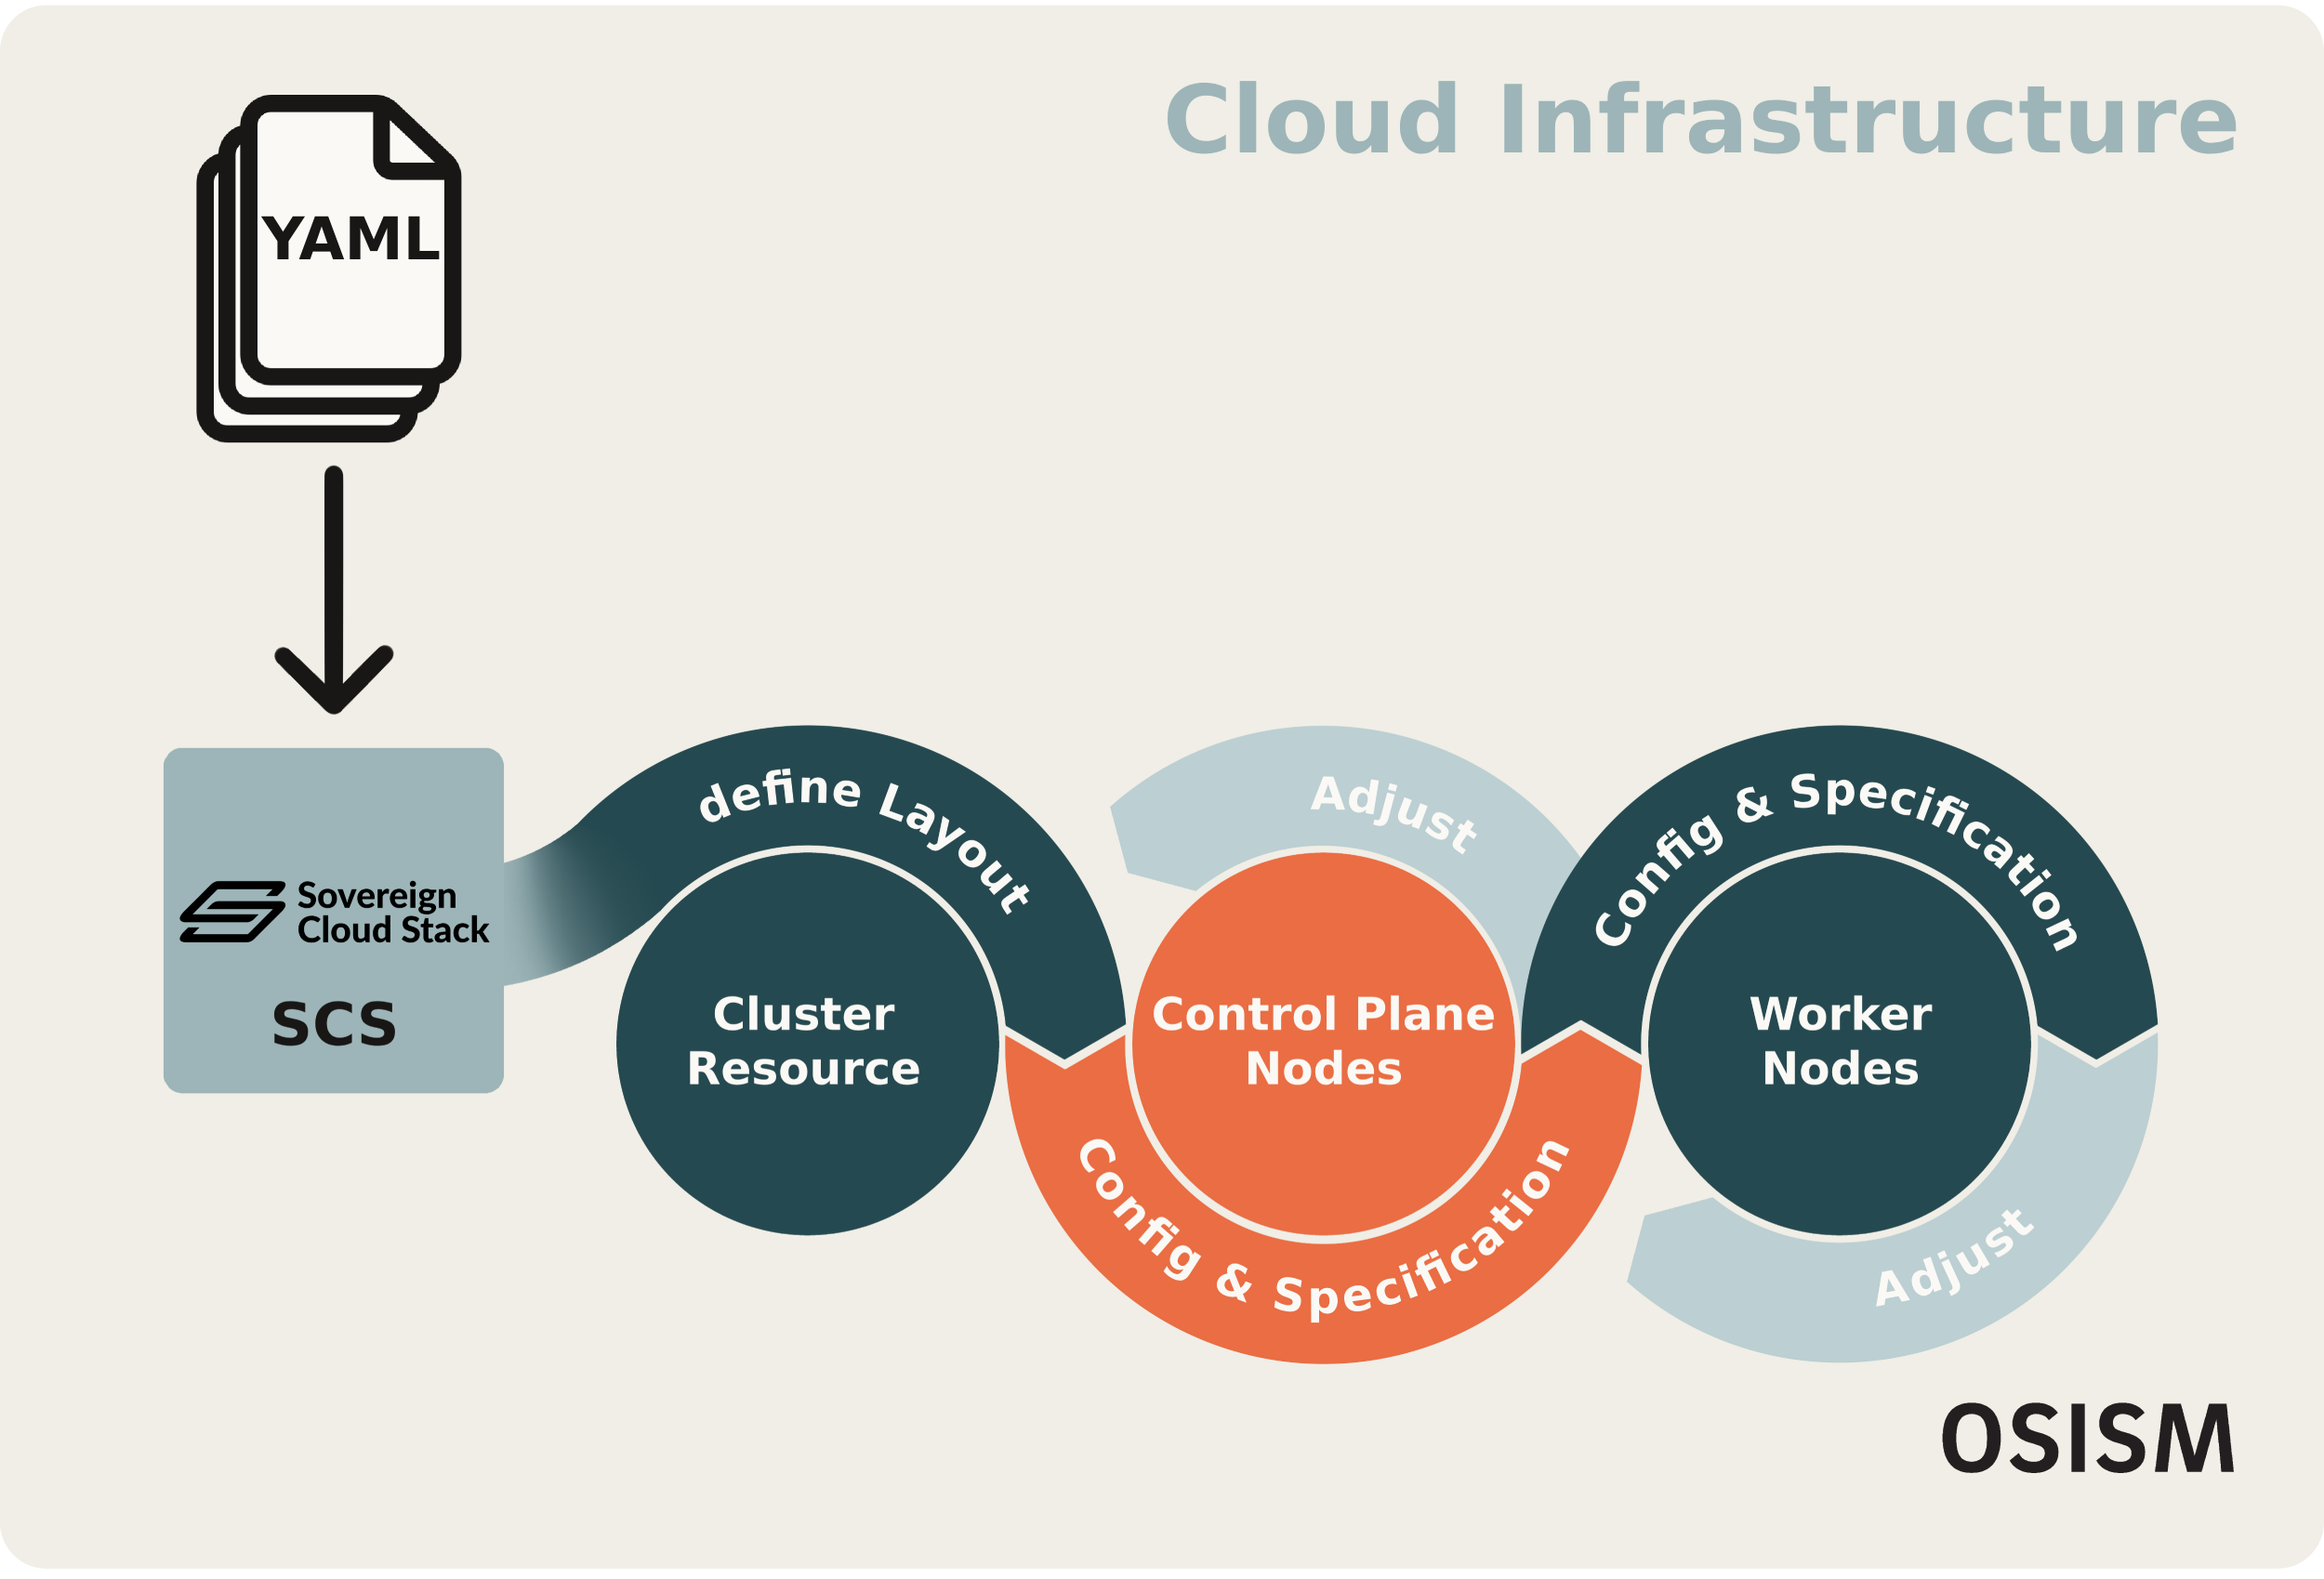 Cloud Infrastructure
YAML
Sovereign
Cloud Stack
SCS
define Layout
Cluster
Resource
Adjust
Control Plane
Nodes
Config & Specification
Config & Specification
Worker
Nodes
Adjust
OSISM